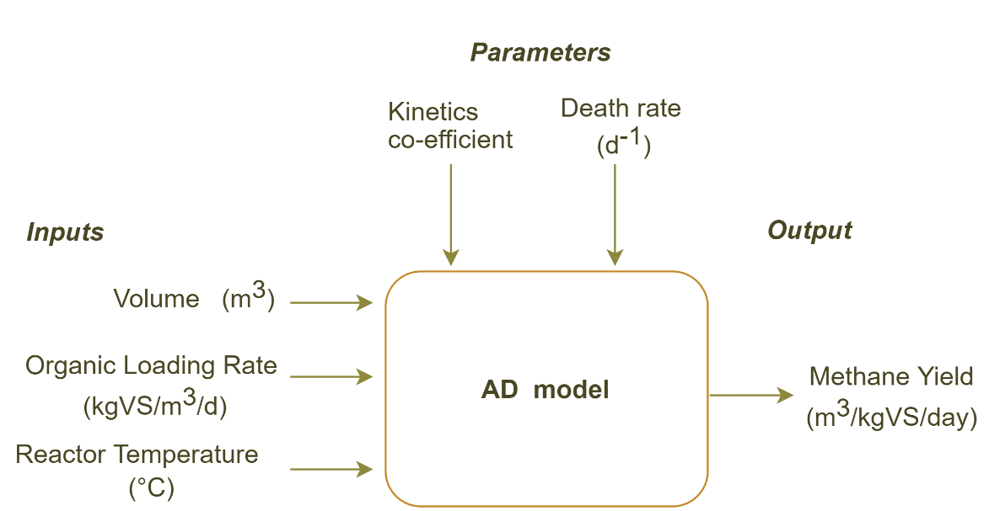 Parameters
Kinetics
co-efficient
Death rate
(d-1)
Inputs
Output
Volume (m3)
Organic Loading Rate
(kgVS/m3/d)
Reactor Temperature
(°C)
AD model
Methane Yield
(m3/kgVS/day)